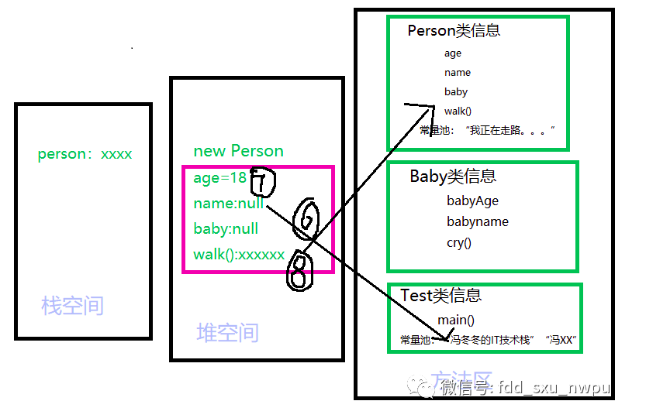 person：xxxx
栈空间
new Person
age=18
7
name:null
baby:null
6
walk():xxxxxx
8
堆空间
Person类信息
age
name
baby
walk()
常量池：“我正在走路。。。”
Baby类信息
babyAge
babyname
cry()
Test类信息
main()
常量池：“冯冬冬的IT技术栈” “冯XX”
方法区
微信号: fdd_sxu_nwpu